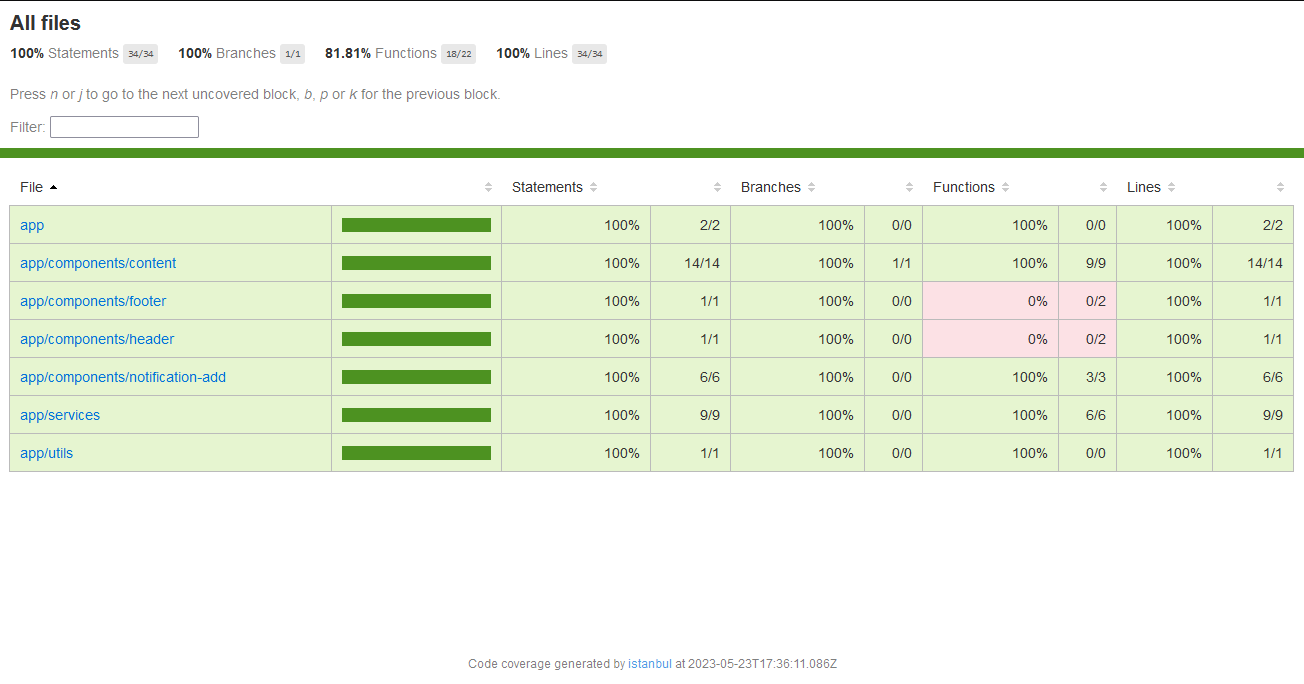 All files
100% Statements 34/34 100% Branches 1/1 81.81% Functions 18/22 100% Lines 34/34
Press n or j to go to the next uncovered block, b, p or k for the previous block.
Filter:
File Statements Branches Functions Lines
app 100% 2/2 100% 0/0 100% 0/0 100% 2/2
app/components/content 100% 14/14 100% 1/1 100% 9/9 100% 14/14
app/components/footer 100% 1/1 100% 0/0 0% 0/2 100% 1/1
app/components/header 100% 1/1 100% 0/0 0% 0/2 100% 1/1
app/components/notification-add 100% 6/6 100% 0/0 100% 3/3 100% 6/6
app/services 100% 9/9 100% 0/0 100% 6/6 100% 9/9
app/utils 100% 1/1 100% 0/0 100% 0/0 100% 1/1
Code coverage generated by istanbul at 2023-05-23T17:36:11.086Z